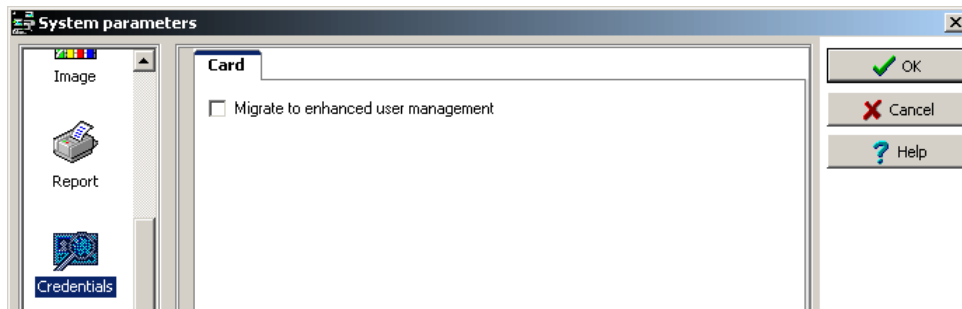 System parameters
Image
Report
Credentials
Card
Migrate to enhanced user management
OK
Cancel
Help